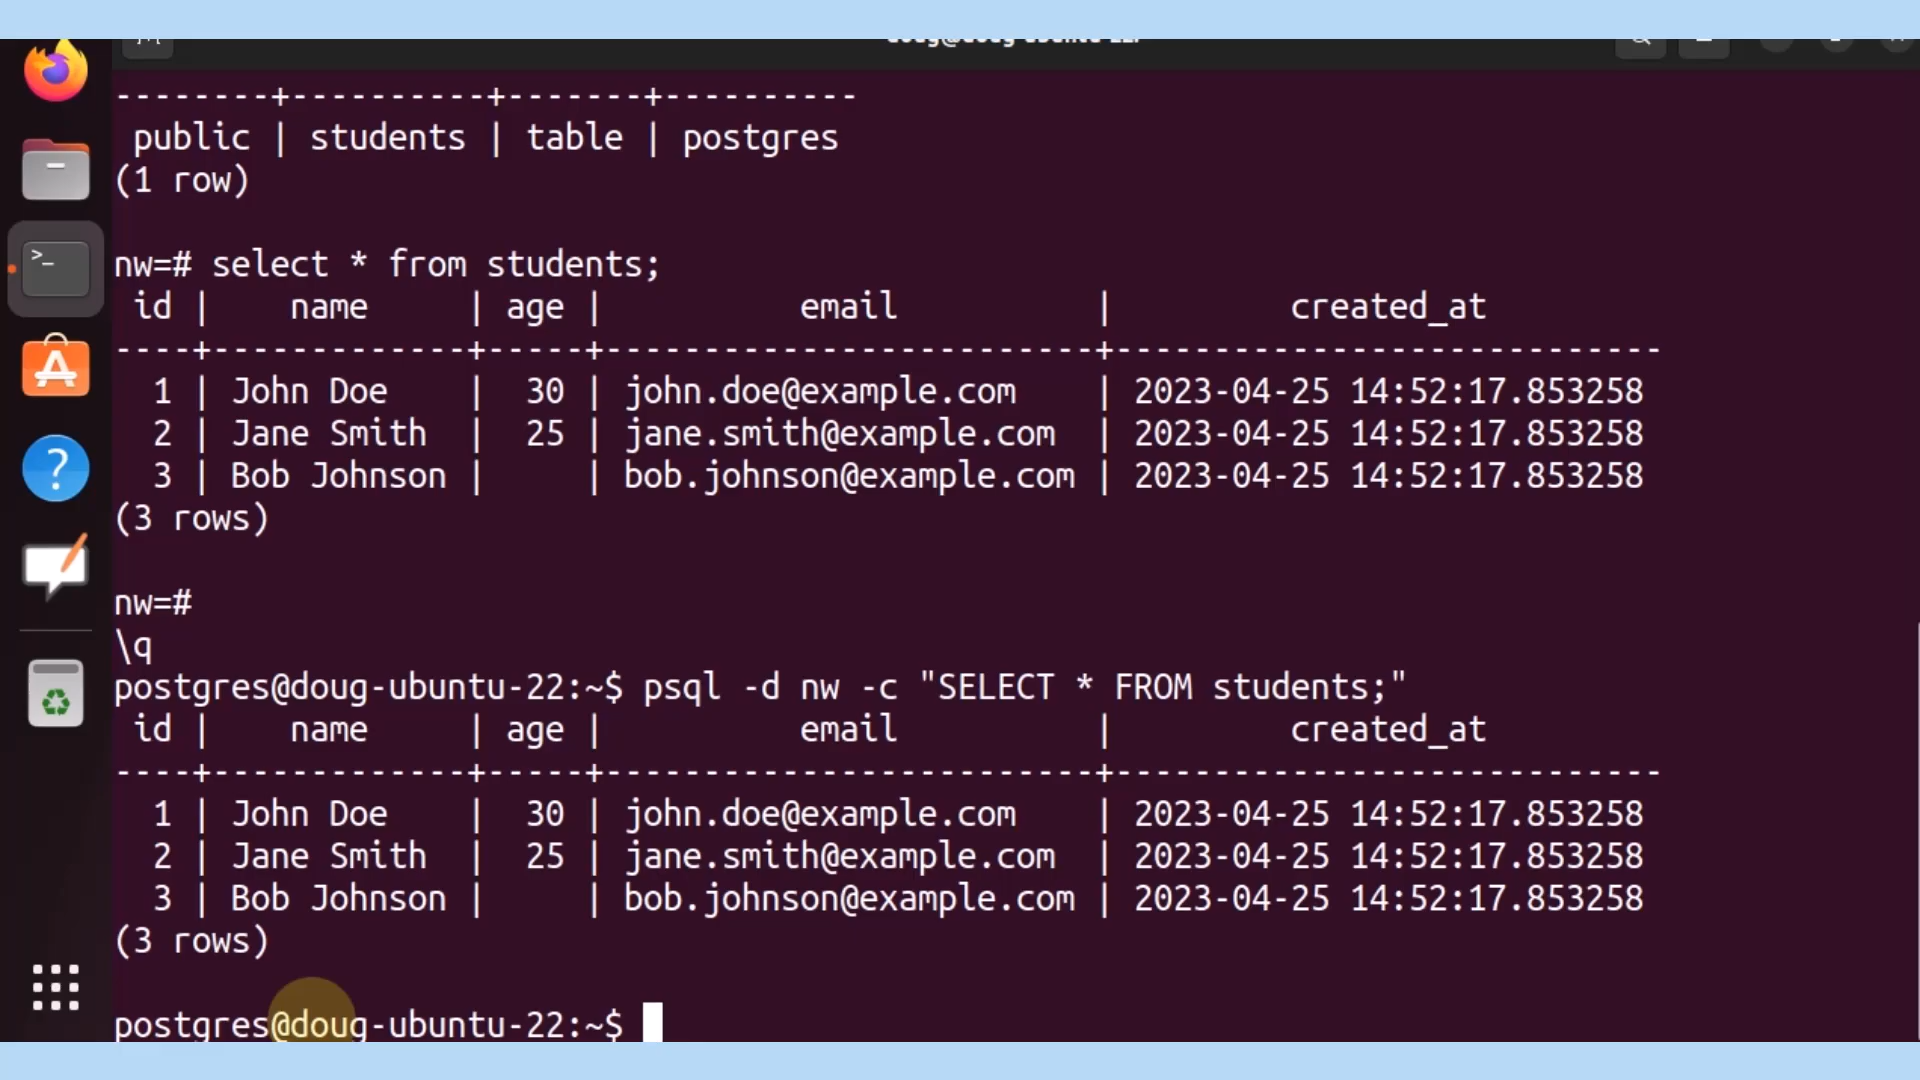 --------+----------+-------+----------
 public | students | table | postgres
(1 row)

nw=# select * from students;
 id |    name     | age |          email          |         created_at
----+-------------+-----+-------------------------+----------------------------
  1 | John Doe    |  30 | john.doe@example.com    | 2023-04-25 14:52:17.853258
  2 | Jane Smith  |  25 | jane.smith@example.com  | 2023-04-25 14:52:17.853258
  3 | Bob Johnson |     | bob.johnson@example.com | 2023-04-25 14:52:17.853258
(3 rows)

nw=#
\q
postgres@doug-ubuntu-22:~$ psql -d nw -c "SELECT * FROM students;"
 id |    name     | age |          email          |         created_at
----+-------------+-----+-------------------------+----------------------------
  1 | John Doe    |  30 | john.doe@example.com    | 2023-04-25 14:52:17.853258
  2 | Jane Smith  |  25 | jane.smith@example.com  | 2023-04-25 14:52:17.853258
  3 | Bob Johnson |     | bob.johnson@example.com | 2023-04-25 14:52:17.853258
(3 rows)

postgres@doug-ubuntu-22:~$